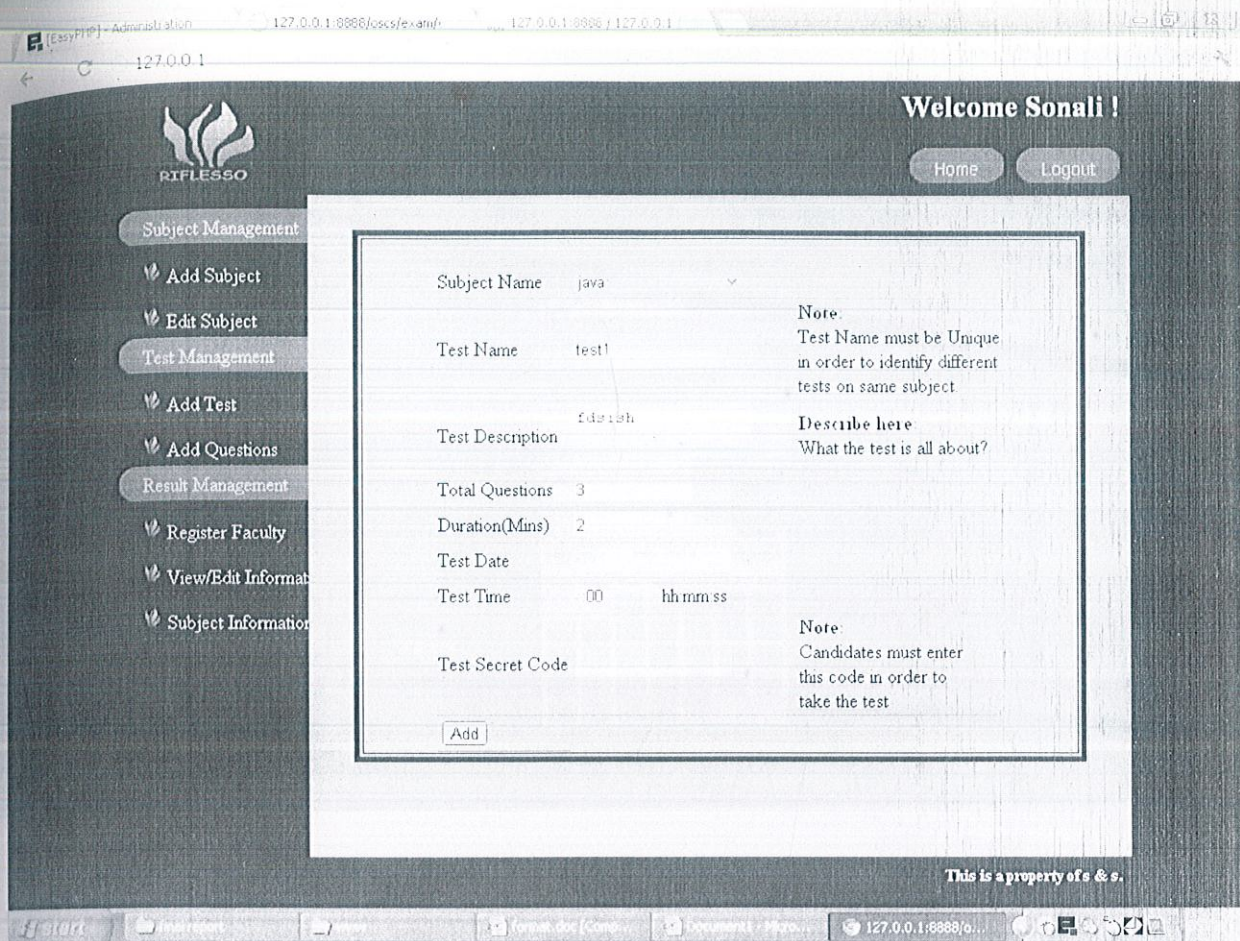 [EasyPHP] - Administration
127.0.0.1:8888/oscs/exam/
127.0.0.1:8888 / 127.0.0.1
127.0.0.1
RIFLESSO
Welcome Sonali !
Home
Logout
Subject Management
Add Subject
Edit Subject
Test Management
Add Test
Add Questions
Result Management
Register Faculty
View/Edit Informat
Subject Information
Subject Name java
Note:
Test Name must be Unique
in order to identify different
tests on same subject
Test Name test1
Test Description
Describe here
What the test is all about?
Total Questions 3
Duration(Mins) 2
Test Date
Test Time 00 hh:mm:ss
Test Secret Code
Note:
Candidates must enter
this code in order to
take the test
Add
This is a property of s & s.
start
final report
format.doc [Comp...
Document1 - Micro...
127.0.0.1:8888/o...